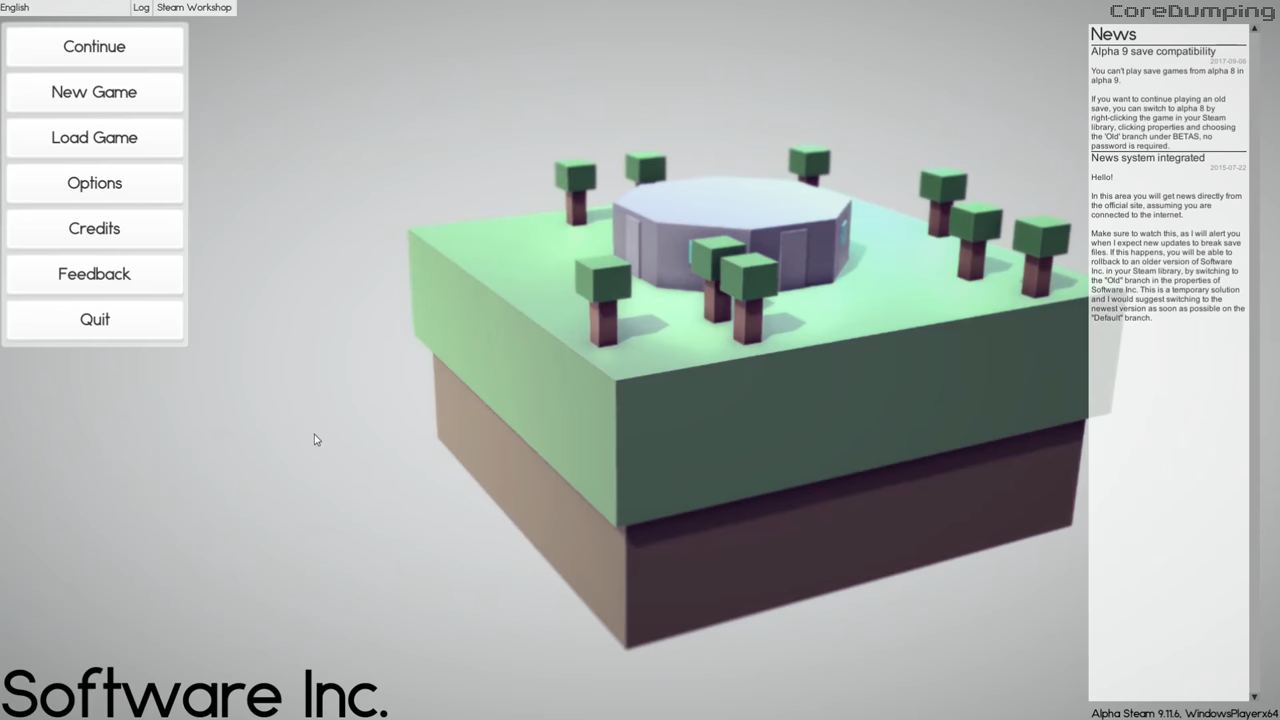 English
Log
Steam Workshop
CoreDumping
Continue
New Game
Load Game
Options
Credits
Feedback
Quit
News
Alpha 9 save compatibility
2017-09-06
You can't play save games from alpha 8 in
alpha 9.
If you want to continue playing an old
save, you can switch to alpha 8 by
right-clicking the game in your Steam
library, clicking properties and choosing
the 'Old' branch under BETAS, no
password is required.
News system integrated
2015-07-22
Hello!
In this area you will get news directly from
the official site, assuming you are
connected to the internet.
Make sure to watch this, as I will alert you
when I expect new updates to break save
files. If this happens, you will be able to
rollback to an older version of Software
Inc. in your Steam library, by switching to
the "Old" branch in the properties of
Software Inc. This is a temporary solution
and I would suggest switching to the
newest version as soon as possible on the
"Default" branch.
Software Inc.
Alpha Steam 9.11.6, WindowsPlayerx64